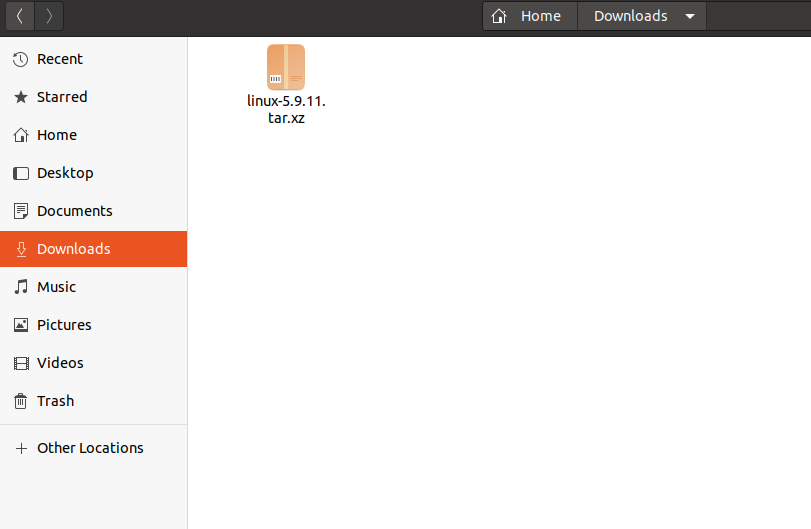 Home
Downloads
Recent
Starred
Home
Desktop
Documents
Downloads
Music
Pictures
Videos
Trash
Other Locations
linux-5.9.11.
tar.xz